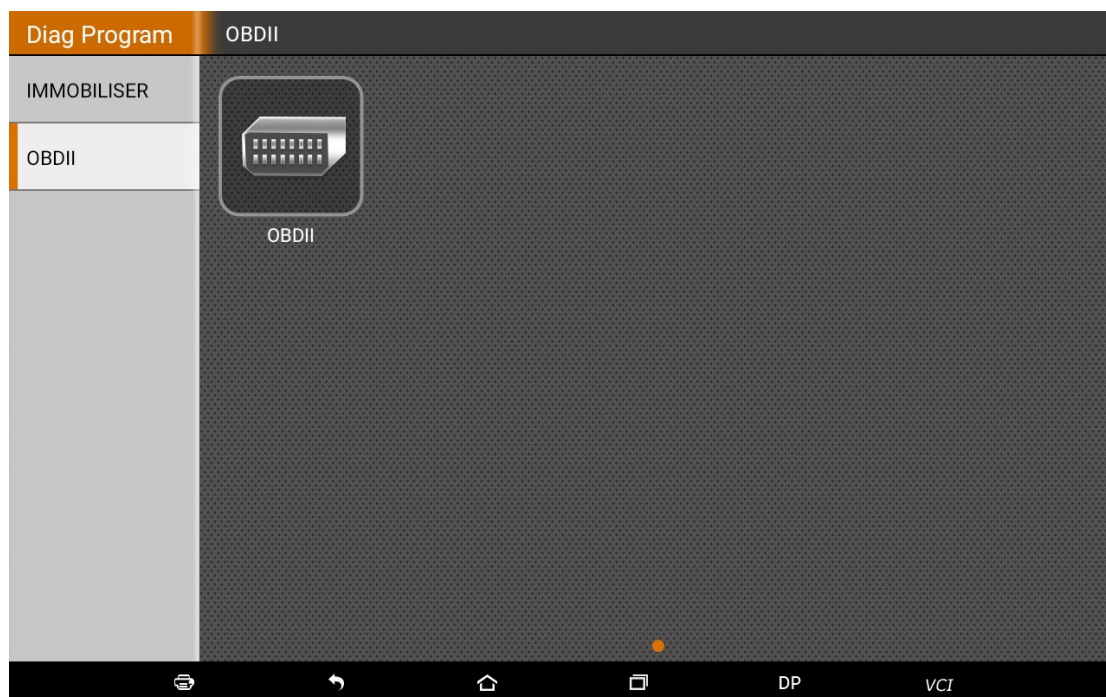 Diag Program
OBDII
IMMOBILISER
OBDII
OBDII
DP
VCI